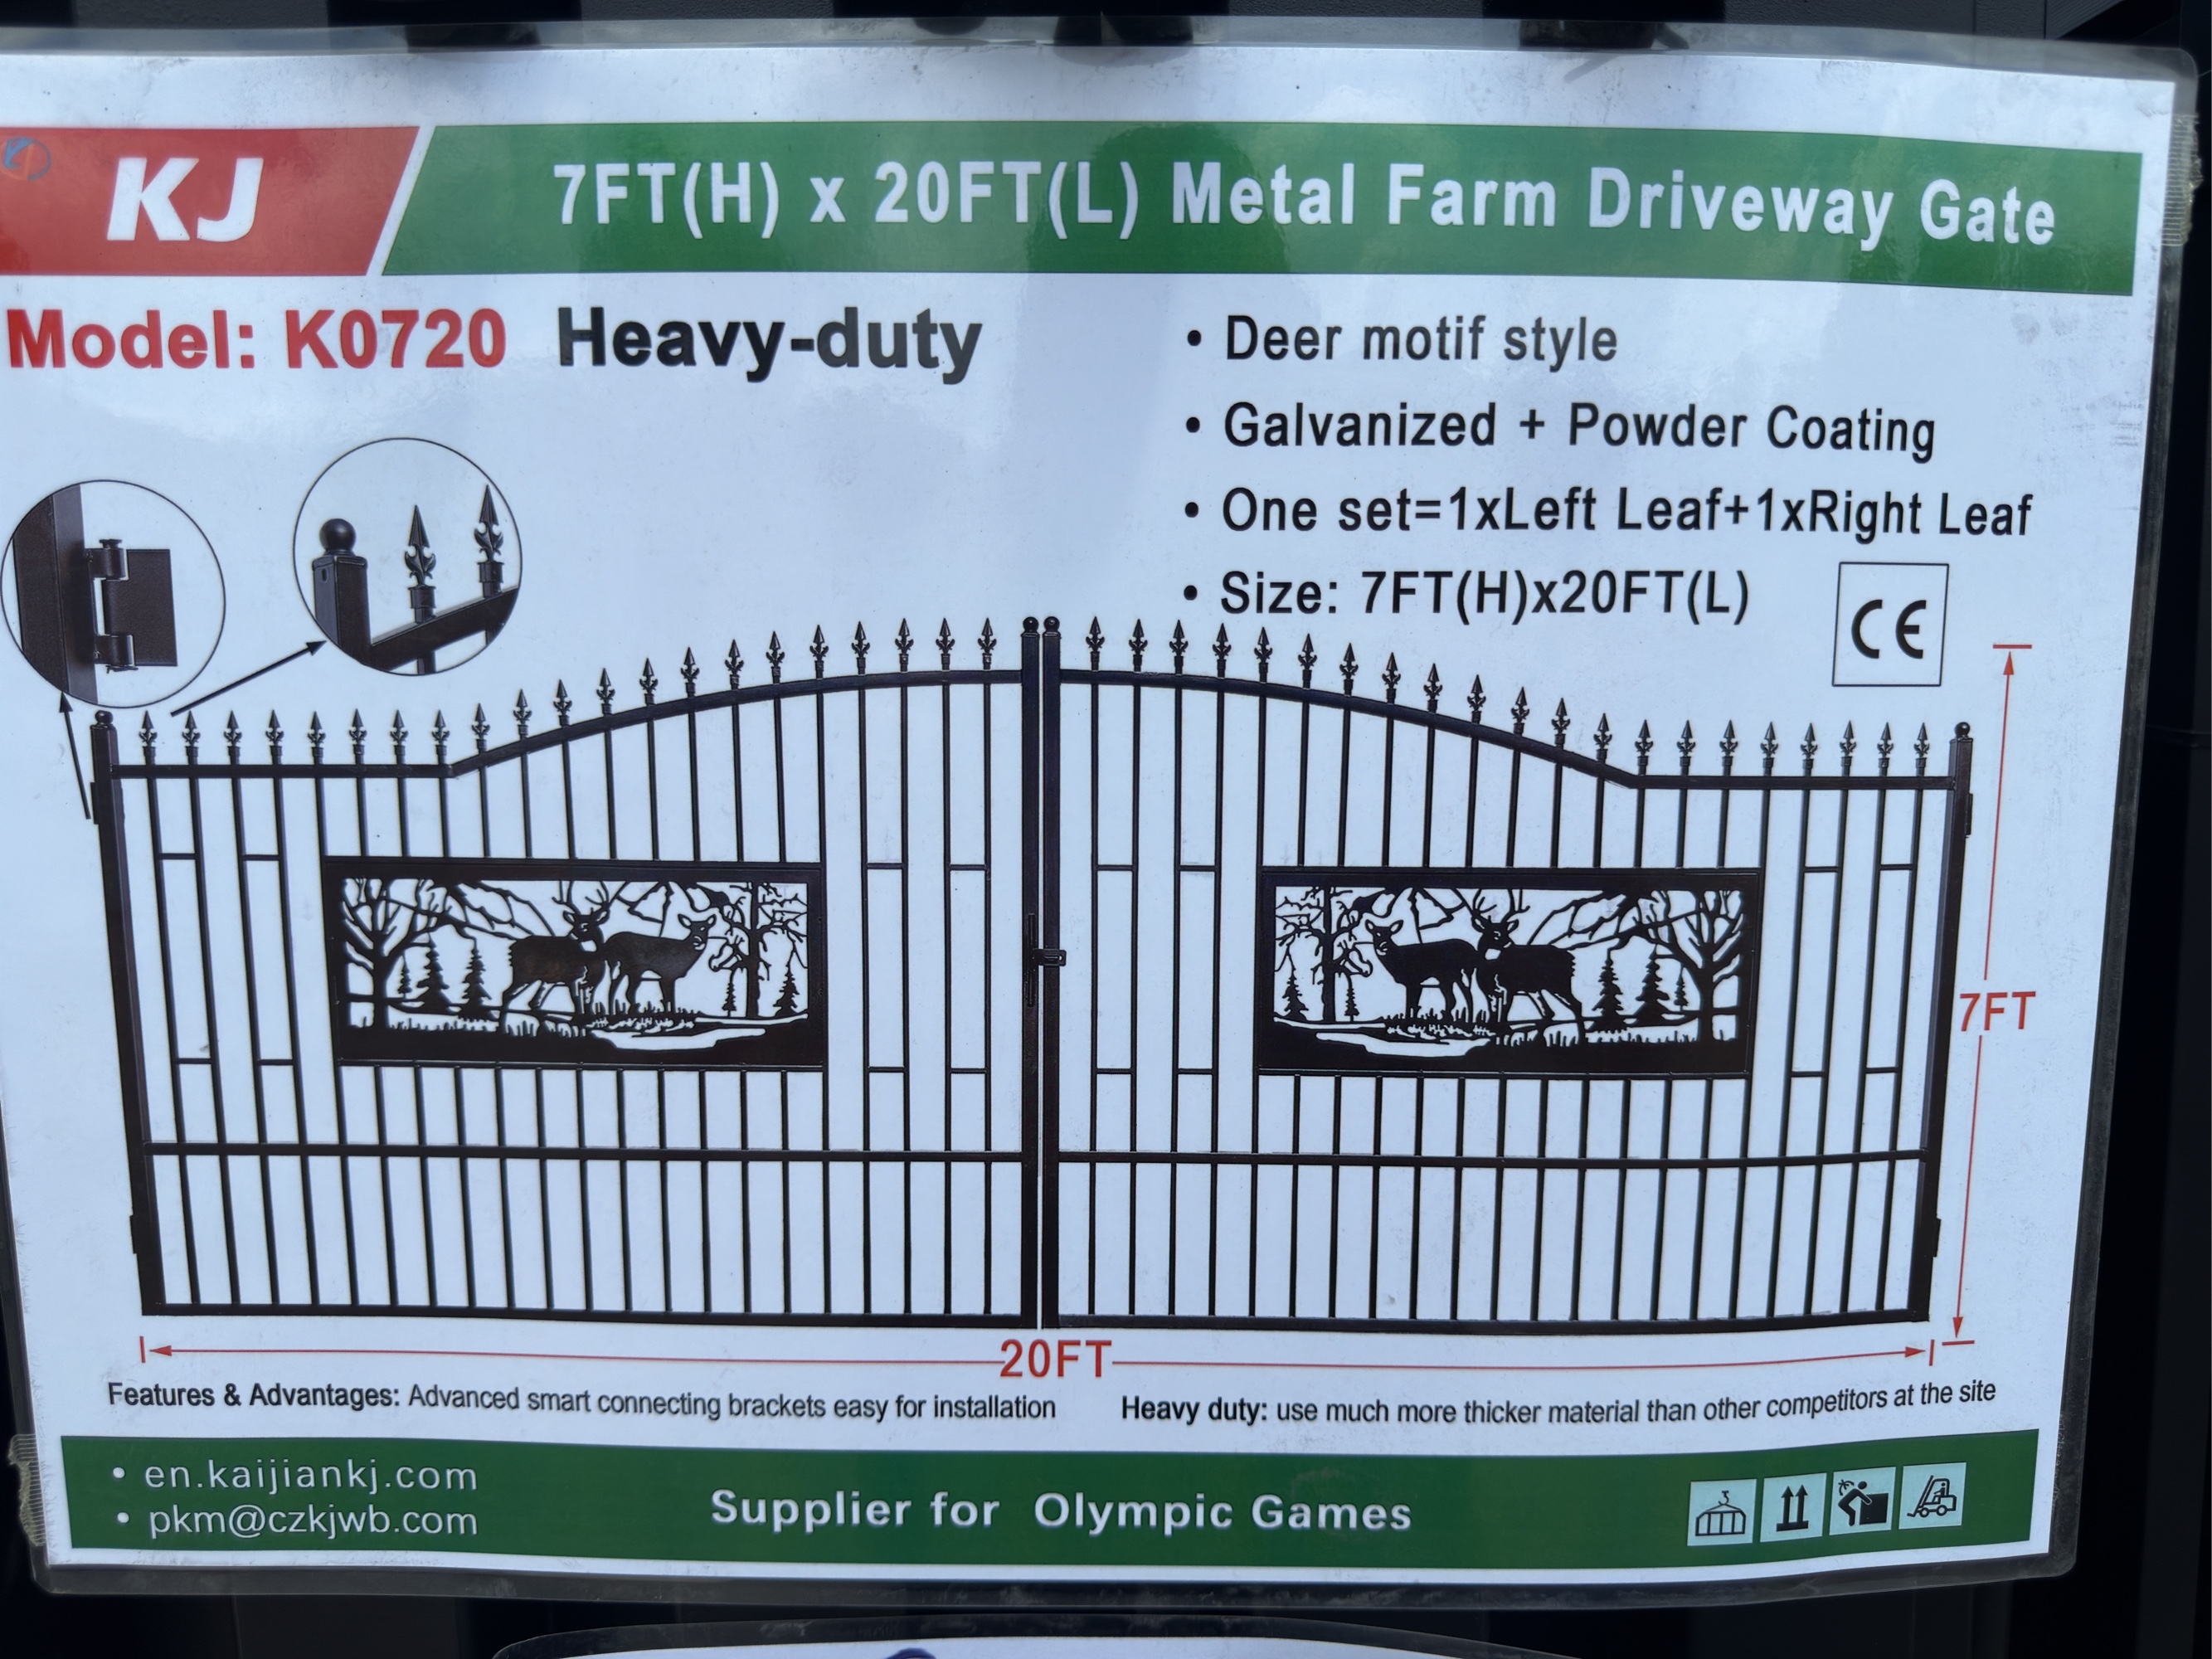 KJ
7FT(H) x 20FT(L) Metal Farm Driveway Gate
Model: K0720 Heavy-duty
• Deer motif style
• Galvanized + Powder Coating
• One set=1xLeft Leaf+1xRight Leaf
• Size: 7FT(H)x20FT(L)
CE
7FT
20FT
Features & Advantages: Advanced smart connecting brackets easy for installation
Heavy duty: use much more thicker material than other competitors at the site
• en.kaijiankj.com
• pkm@czkjwb.com
Supplier for Olympic Games